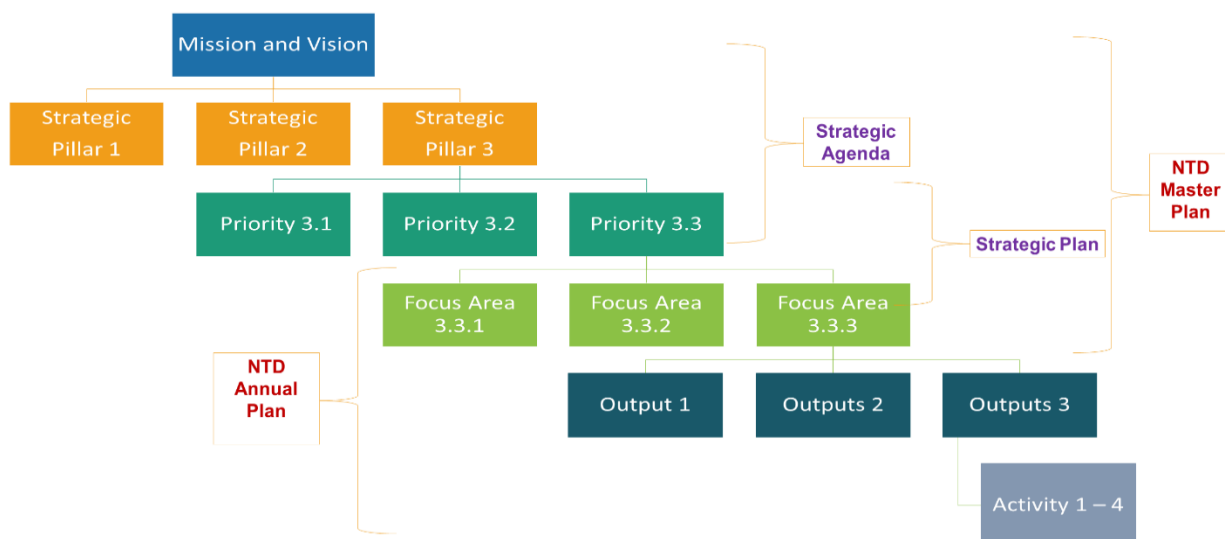 Mission and Vision
Strategic
Pillar 1
Strategic
Pillar 2
Strategic
Pillar 3
Strategic
Agenda
NTD
Master
Plan
Priority 3.1
Priority 3.2
Priority 3.3
Strategic Plan
Focus Area
3.3.1
Focus Area
3.3.2
Focus Area
3.3.3
NTD
Annual
Plan
Output 1
Outputs 2
Outputs 3
Activity 1 – 4